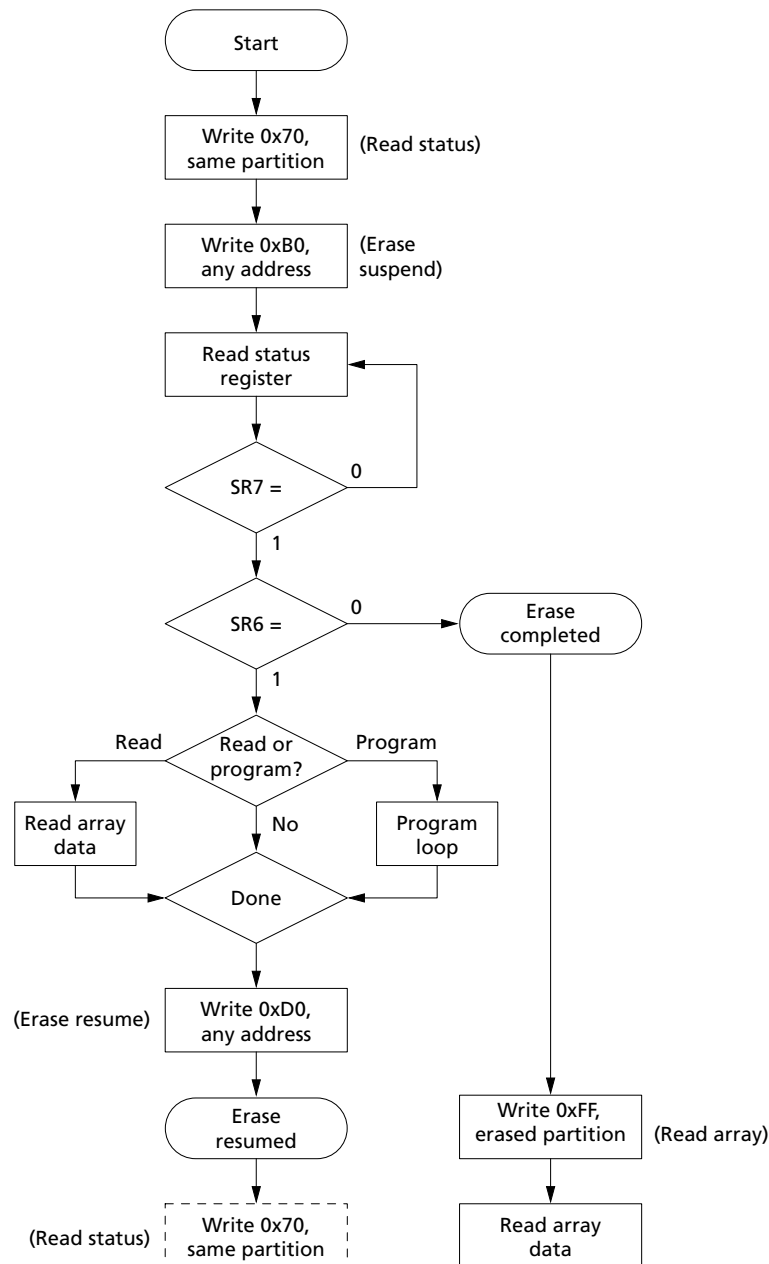 Start
Write 0x70,
same partition
(Read status)
Write 0xB0,
any address
(Erase
suspend)
Read status
register
0
SR7 =
1
0
SR6 =
Erase
completed
1
Read
Read or
program?
Program
Read array
data
No
Program
loop
Done
(Erase resume)
Write 0xD0,
any address
Erase
resumed
Write 0xFF,
erased partition
(Read array)
(Read status)
Write 0x70,
same partition
Read array
data